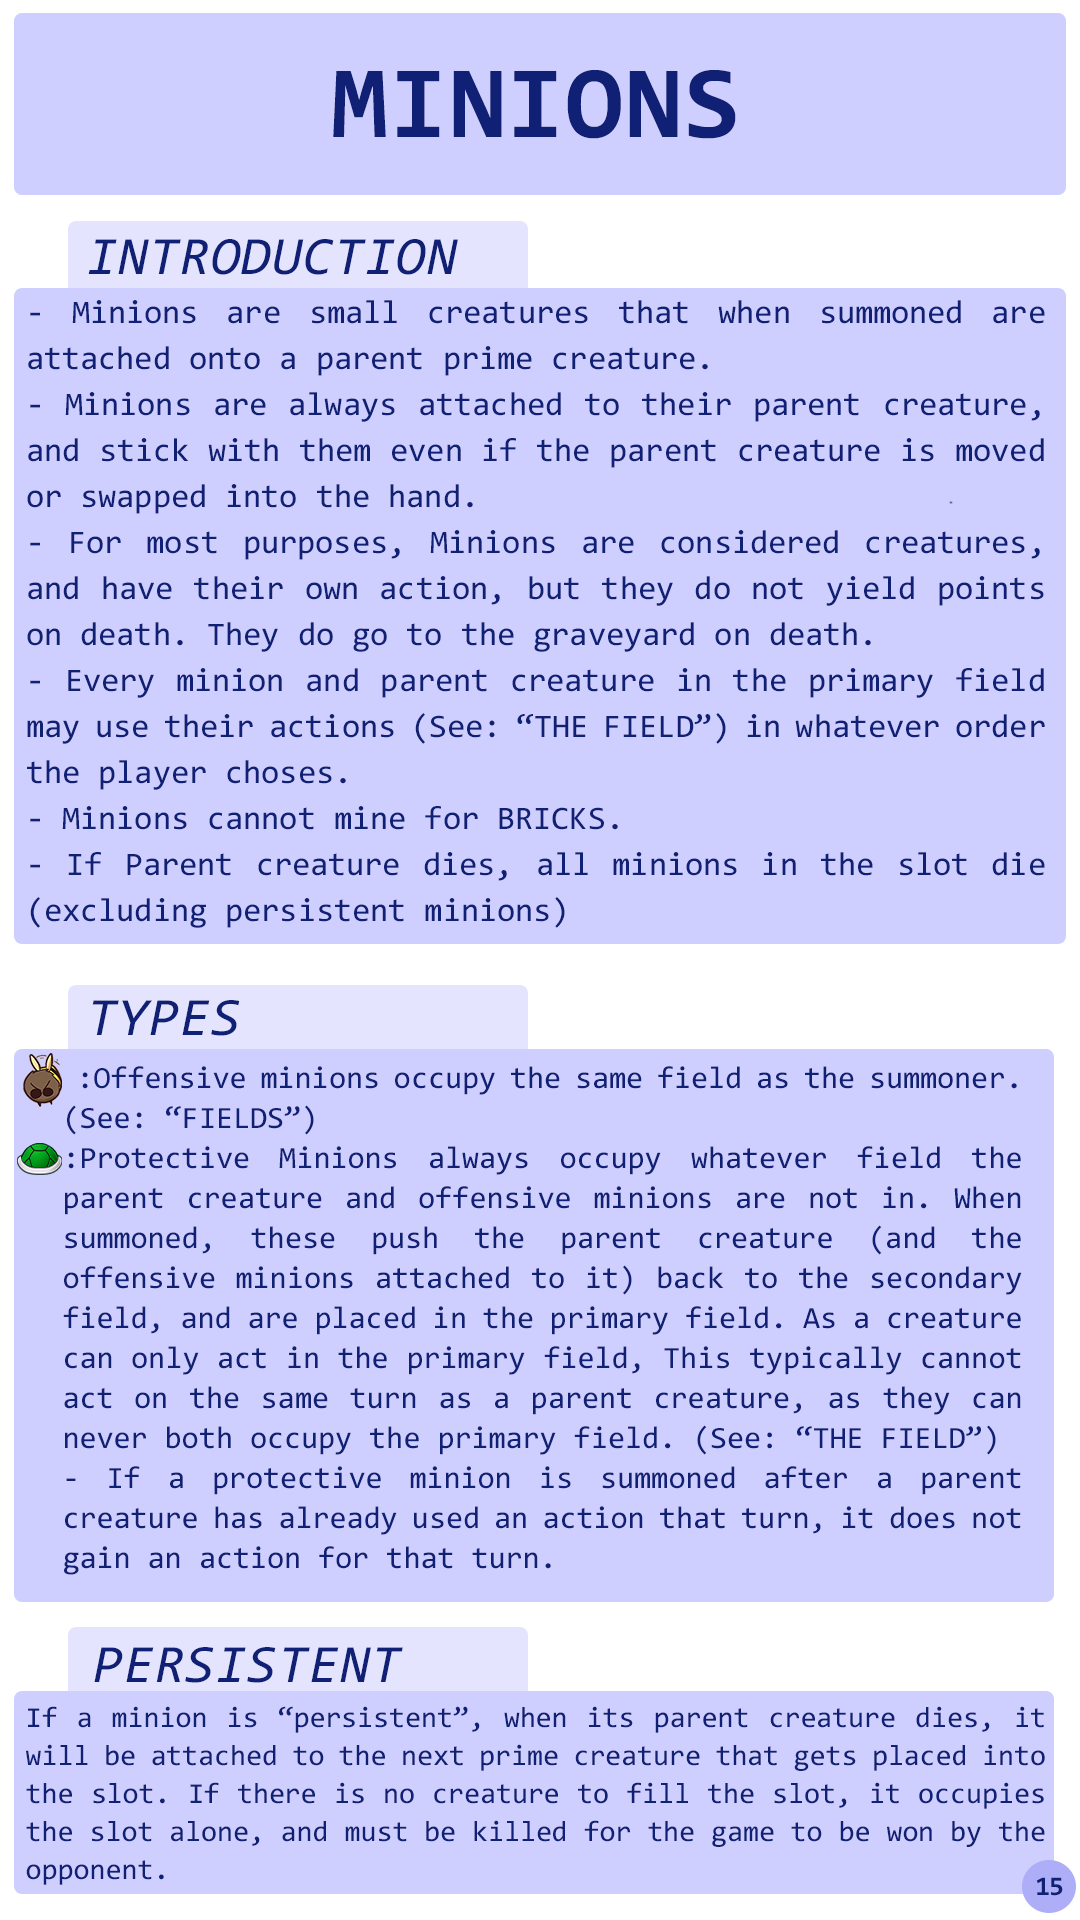 MINIONS
INTRODUCTION
- Minions are small creatures that when summoned are
attached onto a parent prime creature.
- Minions are always attached to their parent creature,
and stick with them even if the parent creature is moved
or swapped into the hand.
- For most purposes, Minions are considered creatures,
and have their own action, but they do not yield points
on death. They do go to the graveyard on death.
- Every minion and parent creature in the primary field
may use their actions (See: “THE FIELD”) in whatever order
the player choses.
- Minions cannot mine for BRICKS.
- If Parent creature dies, all minions in the slot die
(excluding persistent minions)
TYPES
:Offensive minions occupy the same field as the summoner.
(See: “FIELDS”)
:Protective Minions always occupy whatever field the
parent creature and offensive minions are not in. When
summoned, these push the parent creature (and the
offensive minions attached to it) back to the secondary
field, and are placed in the primary field. As a creature
can only act in the primary field, This typically cannot
act on the same turn as a parent creature, as they can
never both occupy the primary field. (See: “THE FIELD”)
- If a protective minion is summoned after a parent
creature has already used an action that turn, it does not
gain an action for that turn.
PERSISTENT
If a minion is “persistent”, when its parent creature dies, it
will be attached to the next prime creature that gets placed into
the slot. If there is no creature to fill the slot, it occupies
the slot alone, and must be killed for the game to be won by the
opponent.
15